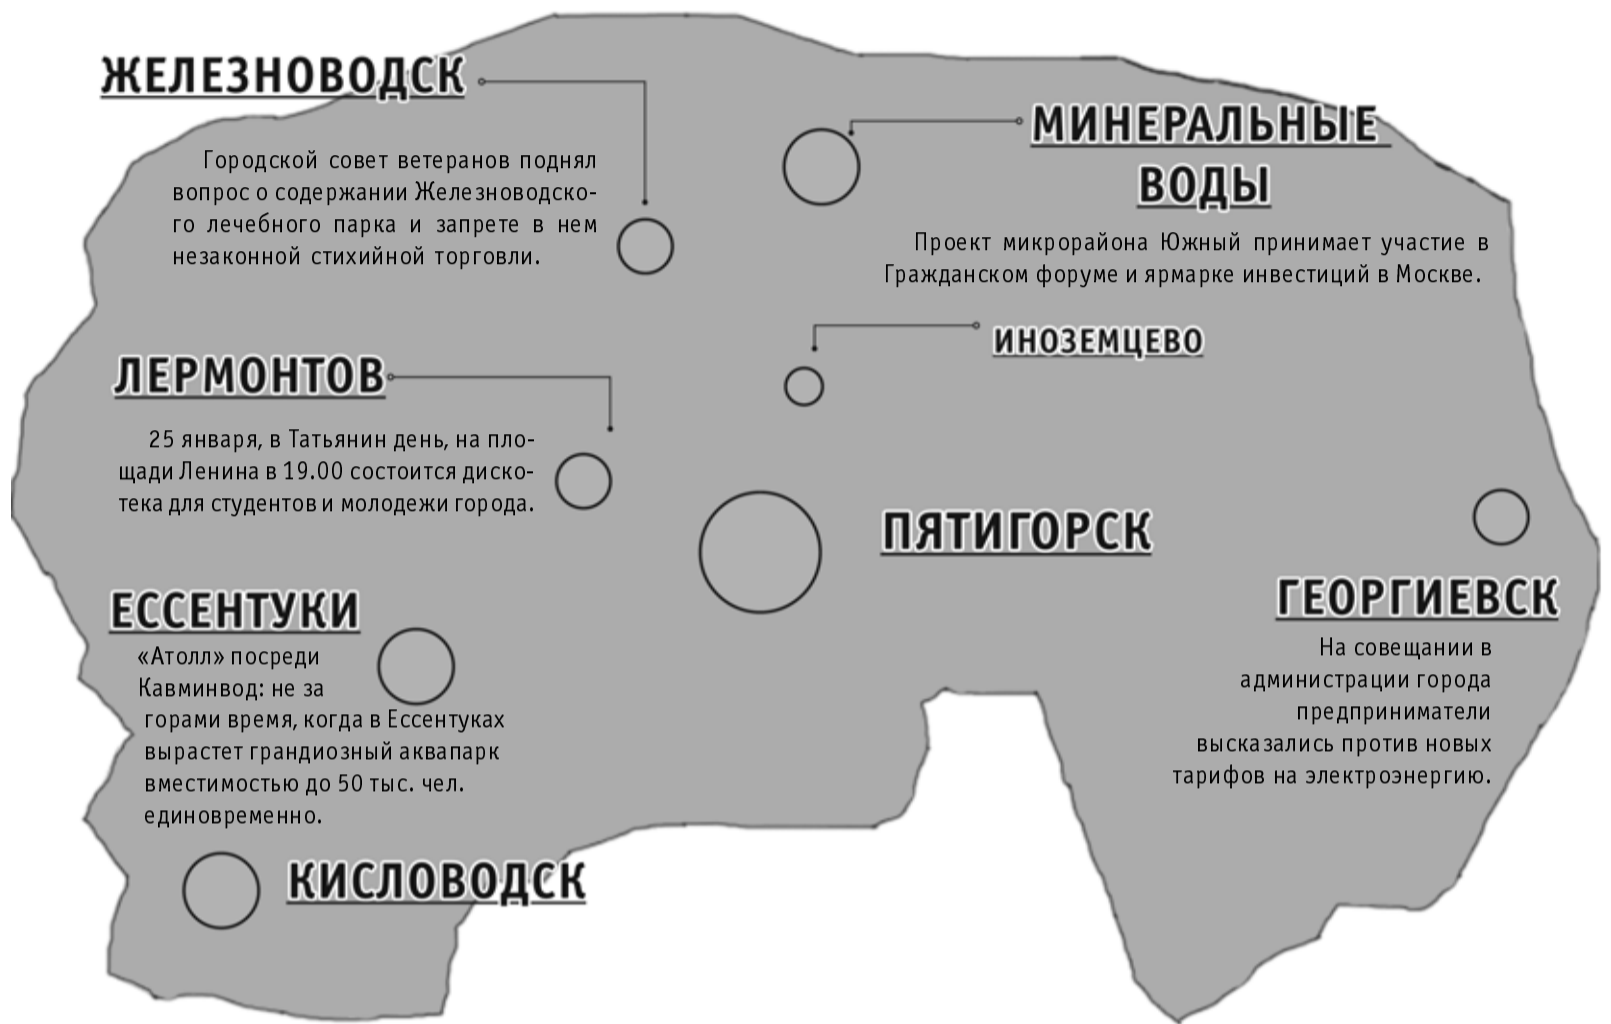 ЖЕЛЕЗНОВОДСК
Городской совет ветеранов поднял
вопрос о содержании Железноводско-
го лечебного парка и запрете в нем
незаконной стихийной торговли.
МИНЕРАЛЬНЫЕ
ВОДЫ
Проект микрорайона Южный принимает участие в
Гражданском форуме и ярмарке инвестиций в Москве.
ИНОЗЕМЦЕВО
ЛЕРМОНТОВ
25 января, в Татьянин день, на пло-
щади Ленина в 19.00 состоится диско-
тека для студентов и молодежи города.
ПЯТИГОРСК
ГЕОРГИЕВСК
На совещании в
администрации города
предприниматели
высказались против новых
тарифов на электроэнергию.
ЕССЕНТУКИ
«Атолл» посреди
Кавминвод: не за
горами время, когда в Ессентуках
вырастет грандиозный аквапарк
вместимостью до 50 тыс. чел.
единовременно.
КИСЛОВОДСК